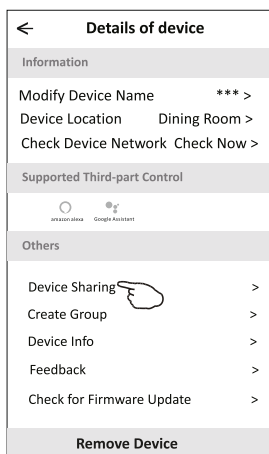 Details of device
Information
Modify Device Name *** >
Device Location Dining Room >
Check Device Network Check Now >
Supported Third-part Control
amazon alexa Google Assistant
Others
Device Sharing >
Create Group >
Device Info >
Feedback >
Check for Firmware Update >
Remove Device